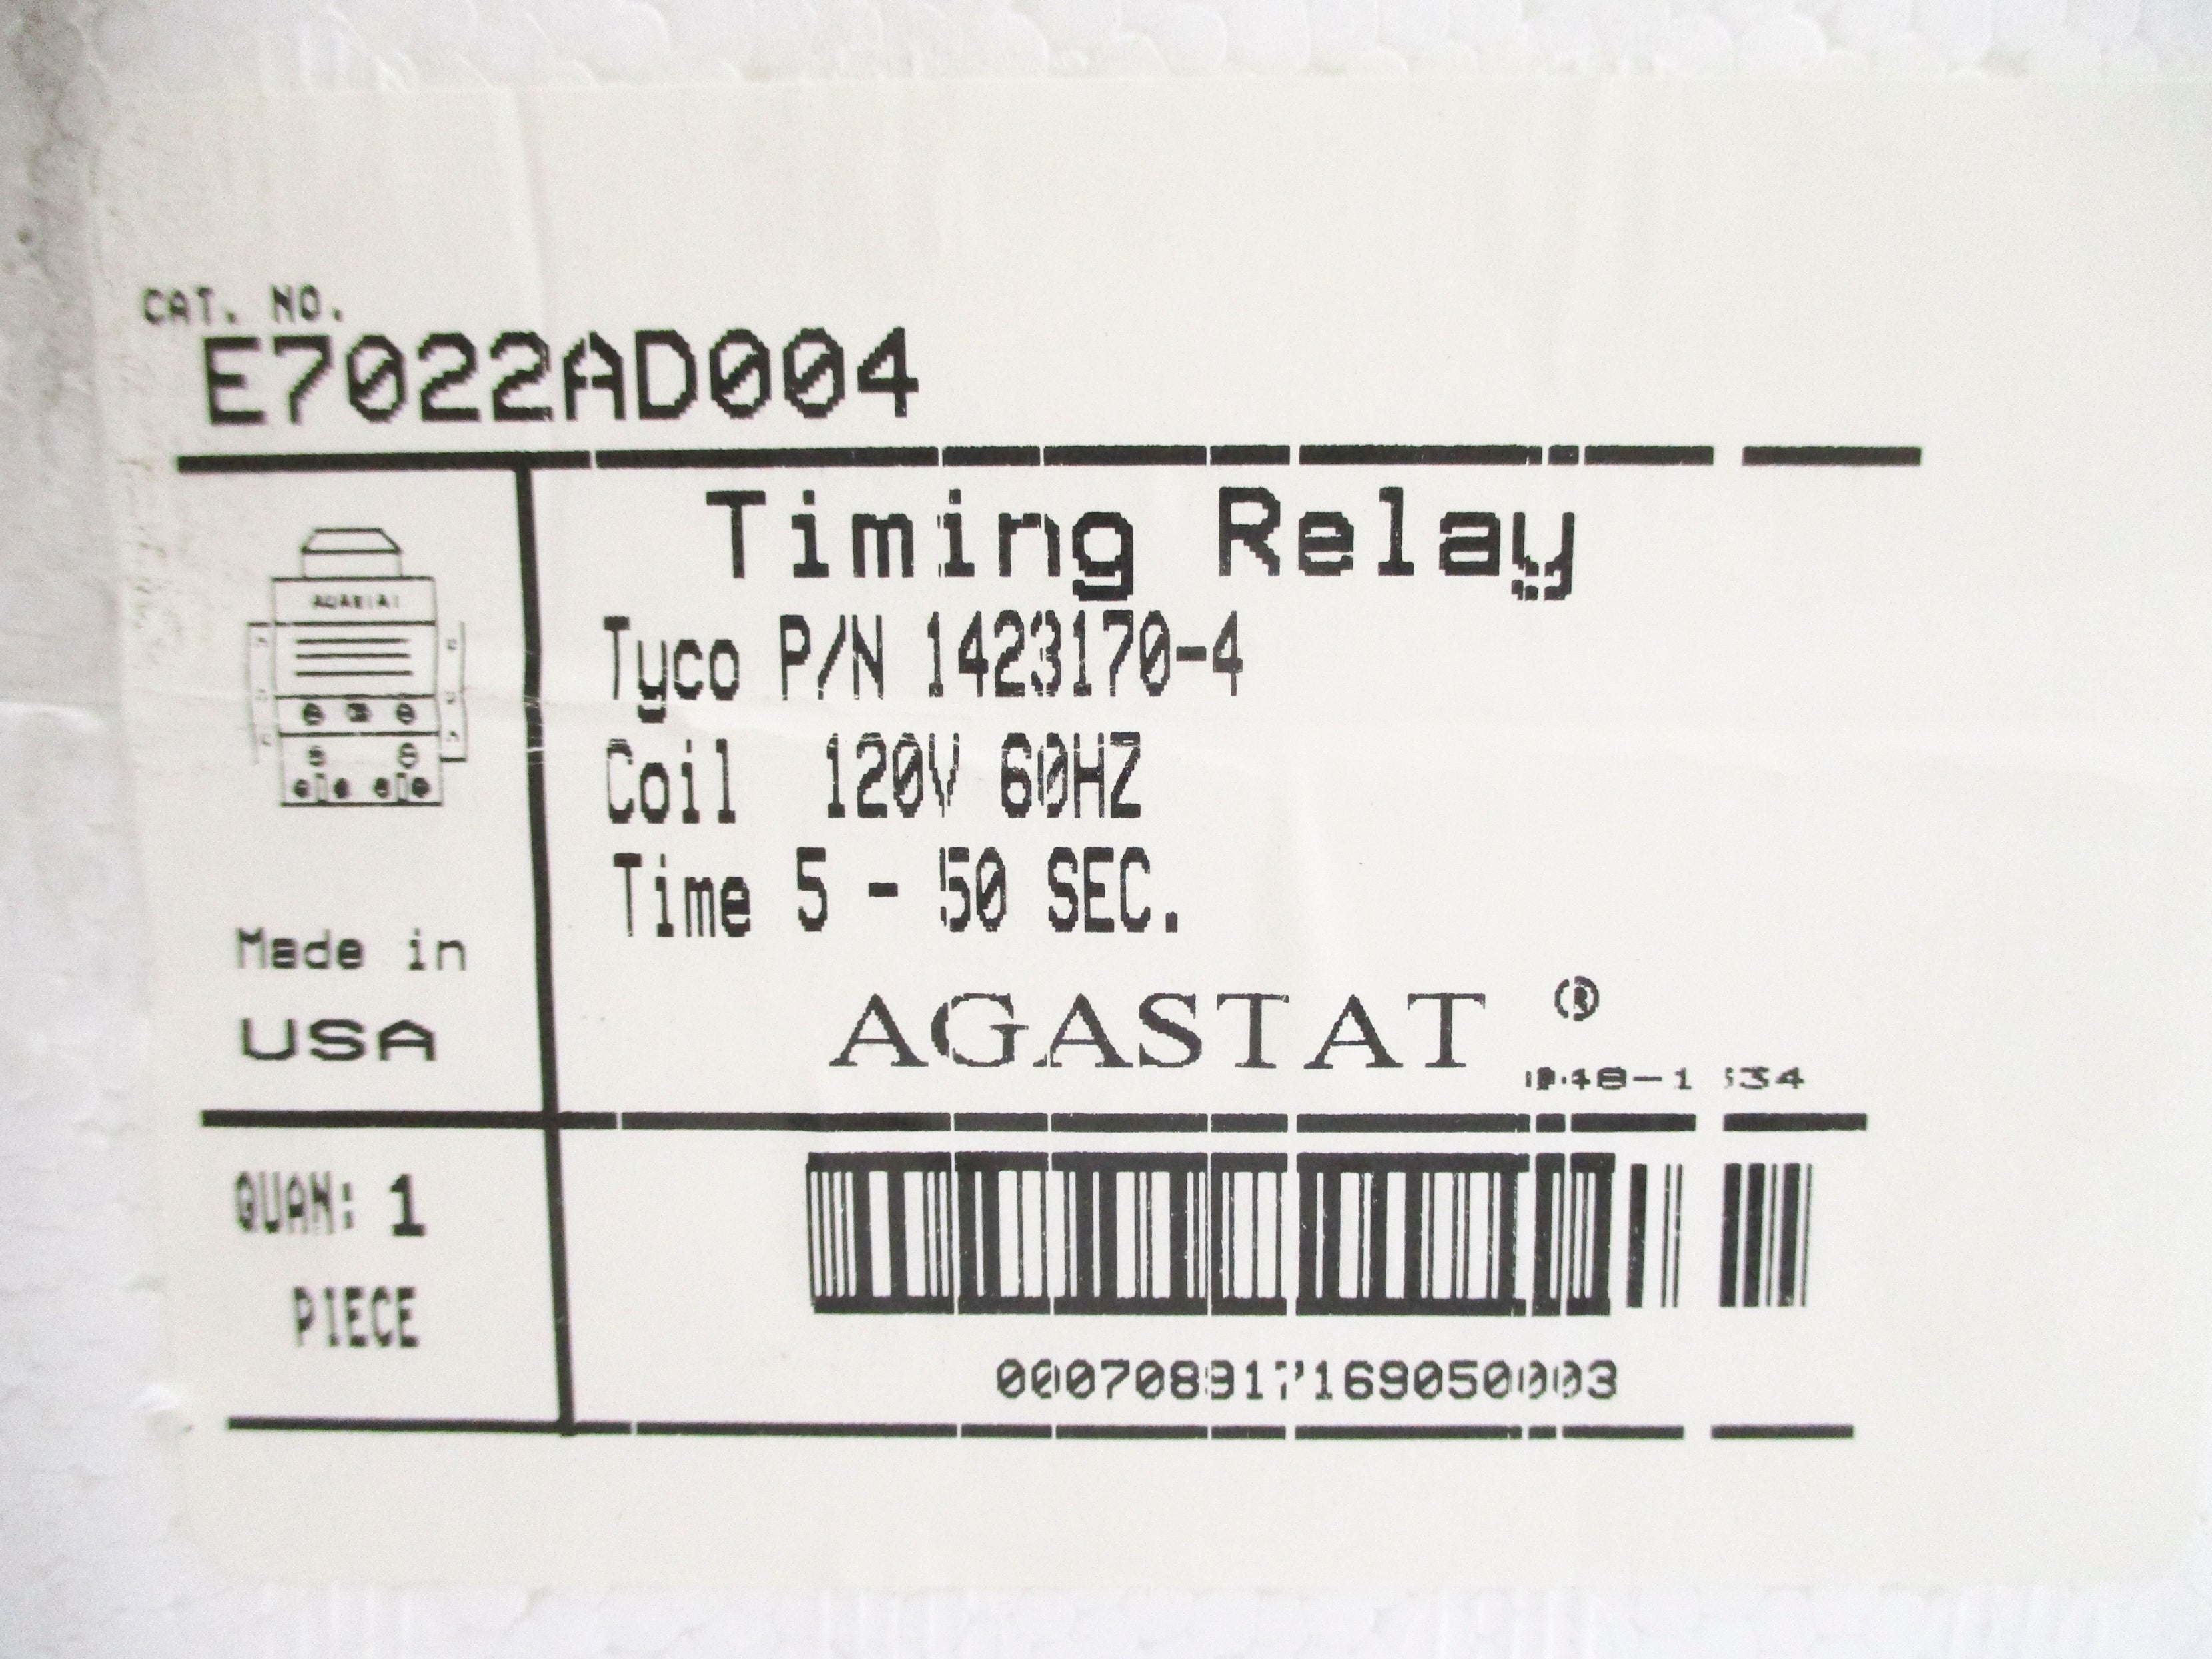 CAT. NO.
E7022AD004
Timing Relay
Tyco P/N 1423170-4
Coil 120V 60HZ
Time 5 - 50 SEC.
Made in
USA
AGASTAT ®
QUAN: 1
PIECE
000708917169050003